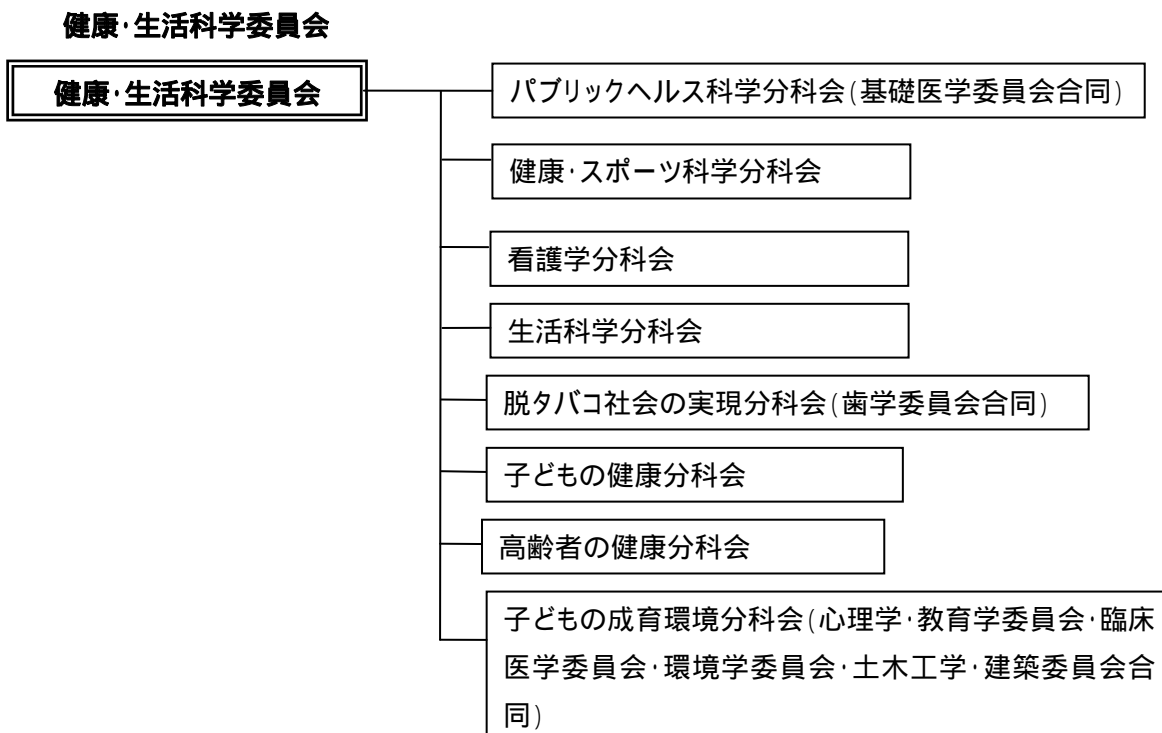 健康･生活科学委員会
健康･生活科学委員会
パブリックヘルス科学分科会(基礎医学委員会合同)
健康･スポーツ科学分科会
看護学分科会
生活科学分科会
脱タバコ社会の実現分科会(歯学委員会合同)
子どもの健康分科会
高齢者の健康分科会
子どもの成育環境分科会(心理学･教育学委員会･臨床
医学委員会･環境学委員会･土木工学･建築委員会合
同)